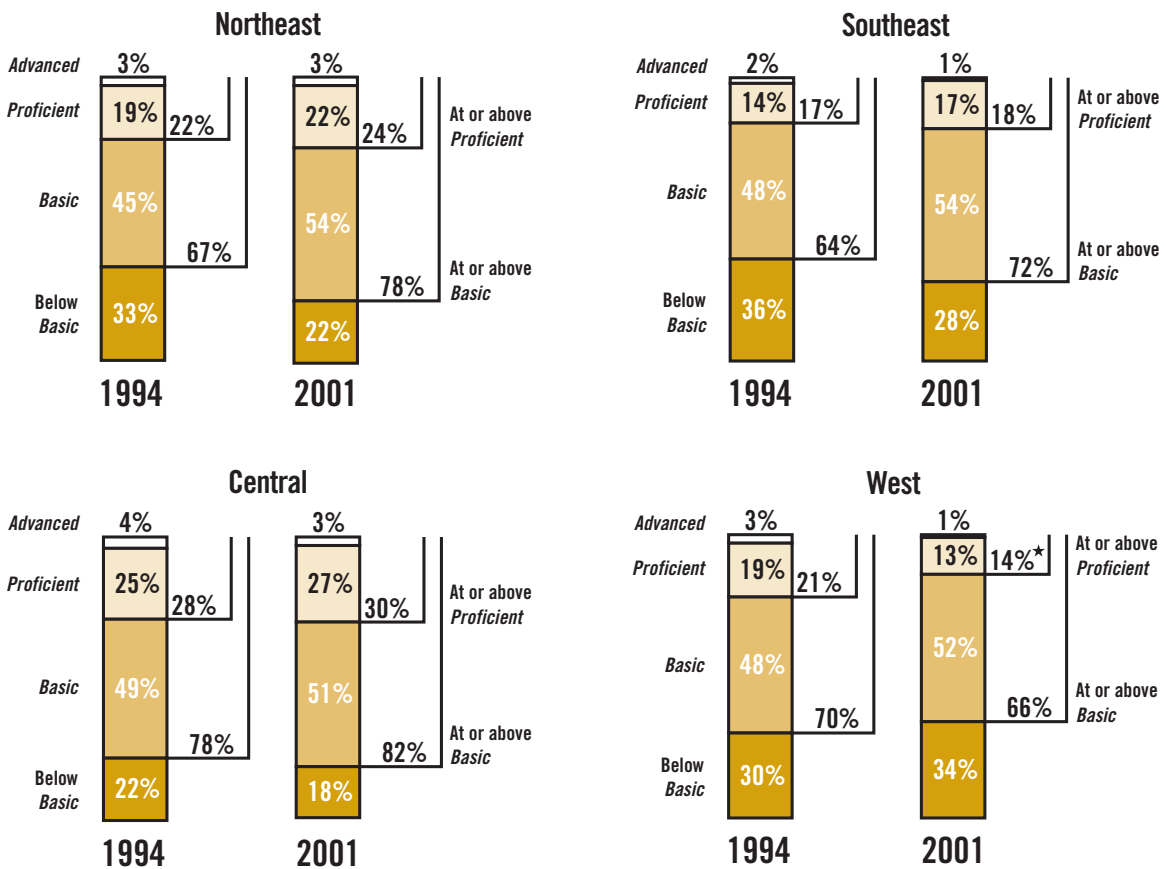 Northeast
Advanced 3% 3%
Proficient 19% 22% 22% 24% At or above
Proficient
Basic 45% 54%
67% 78% At or above
Basic
Below
Basic 33% 22%
1994 2001
Southeast
Advanced 2% 1%
Proficient 14% 17% 17% 18% At or above
Proficient
Basic 48% 54%
64% 72% At or above
Basic
Below
Basic 36% 28%
1994 2001
Central
Advanced 4% 3%
Proficient 25% 28% 27% 30% At or above
Proficient
Basic 49% 51%
78% 82% At or above
Basic
Below
Basic 22% 18%
1994 2001
West
Advanced 3% 1%
Proficient 19% 21% 13% 14%★ At or above
Proficient
Basic 48% 52%
70% 66% At or above
Basic
Below
Basic 30% 34%
1994 2001